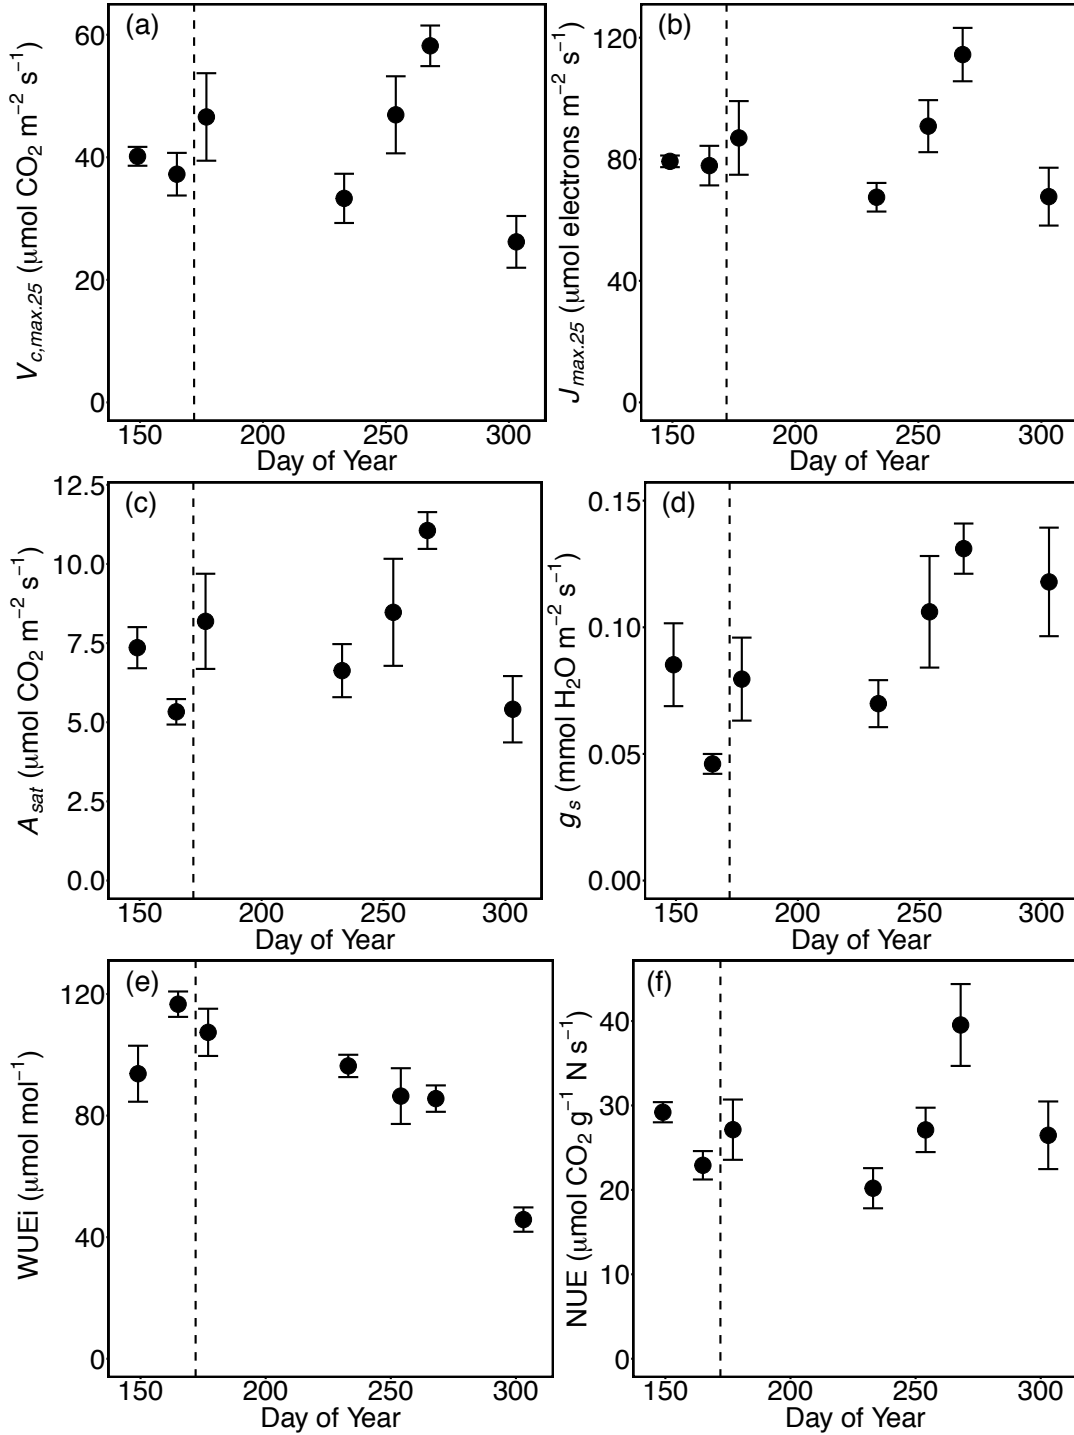 (a)
V c,max.25 (μmol CO₂ m⁻² s⁻¹)
60
40
20
0
150 200 250 300
Day of Year
(b)
J max.25 (μmol electrons m⁻² s⁻¹)
120
80
40
0
150 200 250 300
Day of Year
(c)
A sat (μmol CO₂ m⁻² s⁻¹)
12.5
10.0
7.5
5.0
2.5
0.0
150 200 250 300
Day of Year
(d)
g s (mmol H₂O m⁻² s⁻¹)
0.15
0.10
0.05
0.00
150 200 250 300
Day of Year
(e)
WUEi (μmol mol⁻¹)
120
80
40
0
150 200 250 300
Day of Year
(f)
NUE (μmol CO₂ g⁻¹ N s⁻¹)
40
30
20
10
0
150 200 250 300
Day of Year